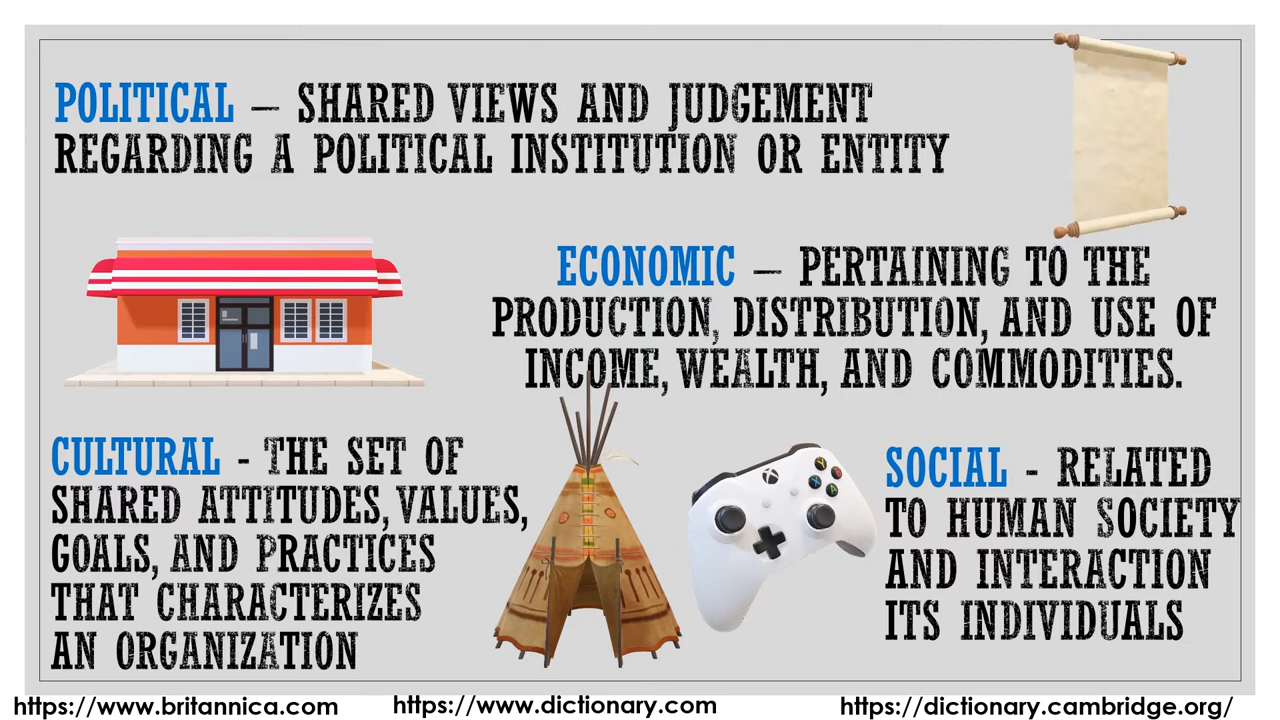 POLITICAL – SHARED VIEWS AND JUDGEMENT
REGARDING A POLITICAL INSTITUTION OR ENTITY
ECONOMIC – PERTAINING TO THE
PRODUCTION, DISTRIBUTION, AND USE OF
INCOME, WEALTH, AND COMMODITIES.
CULTURAL - THE SET OF
SHARED ATTITUDES, VALUES,
GOALS, AND PRACTICES
THAT CHARACTERIZES
AN ORGANIZATION
SOCIAL - RELATED
TO HUMAN SOCIETY
AND INTERACTION
ITS INDIVIDUALS
https://www.britannica.com
https://www.dictionary.com
https://dictionary.cambridge.org/